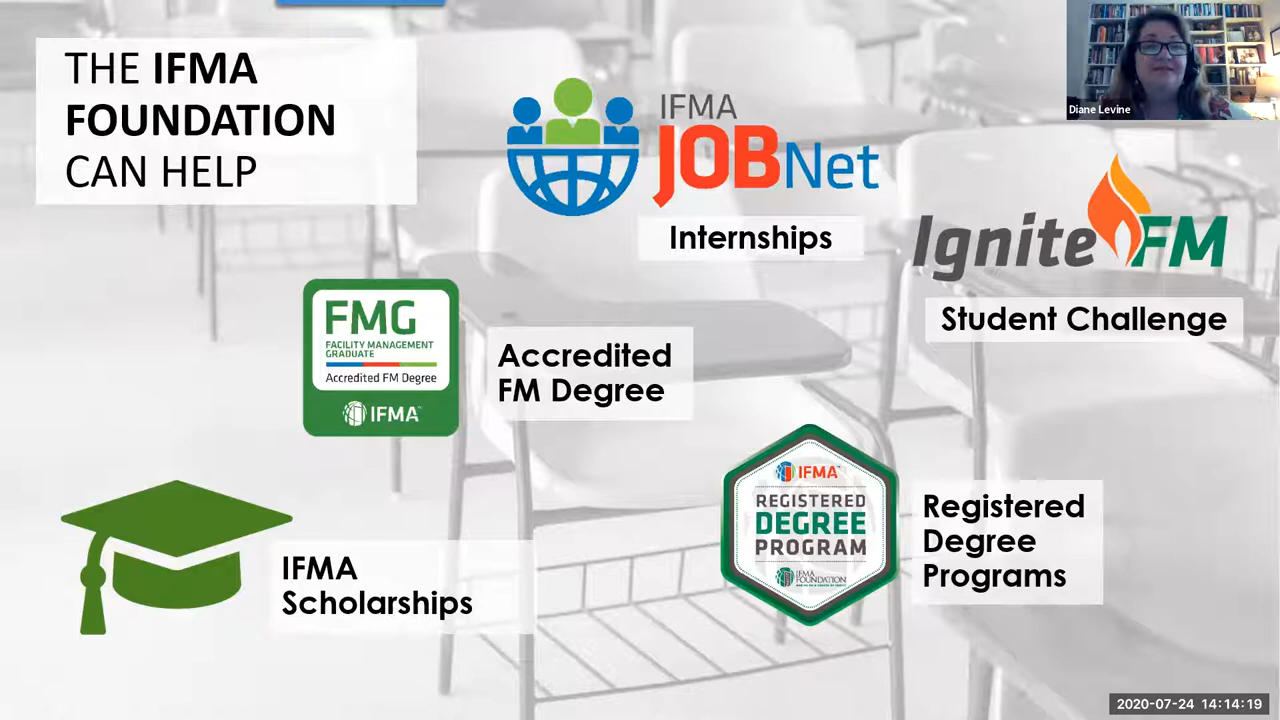 THE IFMA
FOUNDATION
CAN HELP
IFMA
JOBNet
Internships
Diane Levine
Ignite FM
Student Challenge
FMG
FACILITY MANAGEMENT
GRADUATE
Accredited FM Degree
IFMA™
Accredited
FM Degree
IFMA
Scholarships
IFMA™
REGISTERED
DEGREE
PROGRAM
IFMA
FOUNDATION
Registered
Degree
Programs
2020-07-24 14:14:19